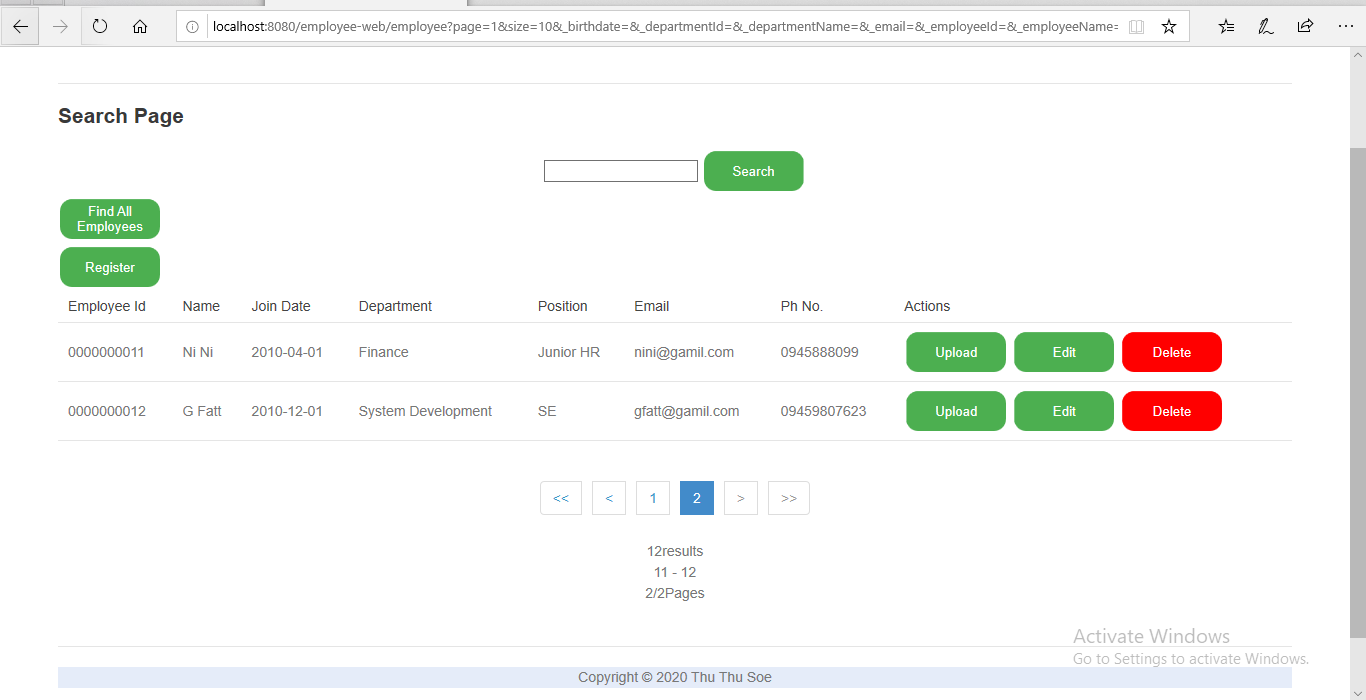 localhost:8080/employee-web/employee?page=1&size=10&_birthdate=&_departmentId=&_departmentName=&_email=&_employeeId=&_employeeName=
Search Page
Search
Find All
Employees
Register
Employee Id Name Join Date Department Position Email Ph No. Actions
0000000011 Ni Ni 2010-04-01 Finance Junior HR nini@gamil.com 0945888099 Upload Edit Delete
0000000012 G Fatt 2010-12-01 System Development SE gfatt@gamil.com 09459807623 Upload Edit Delete
<< < 1 2 > >>
12results
11 - 12
2/2Pages
Activate Windows
Go to Settings to activate Windows.
Copyright © 2020 Thu Thu Soe